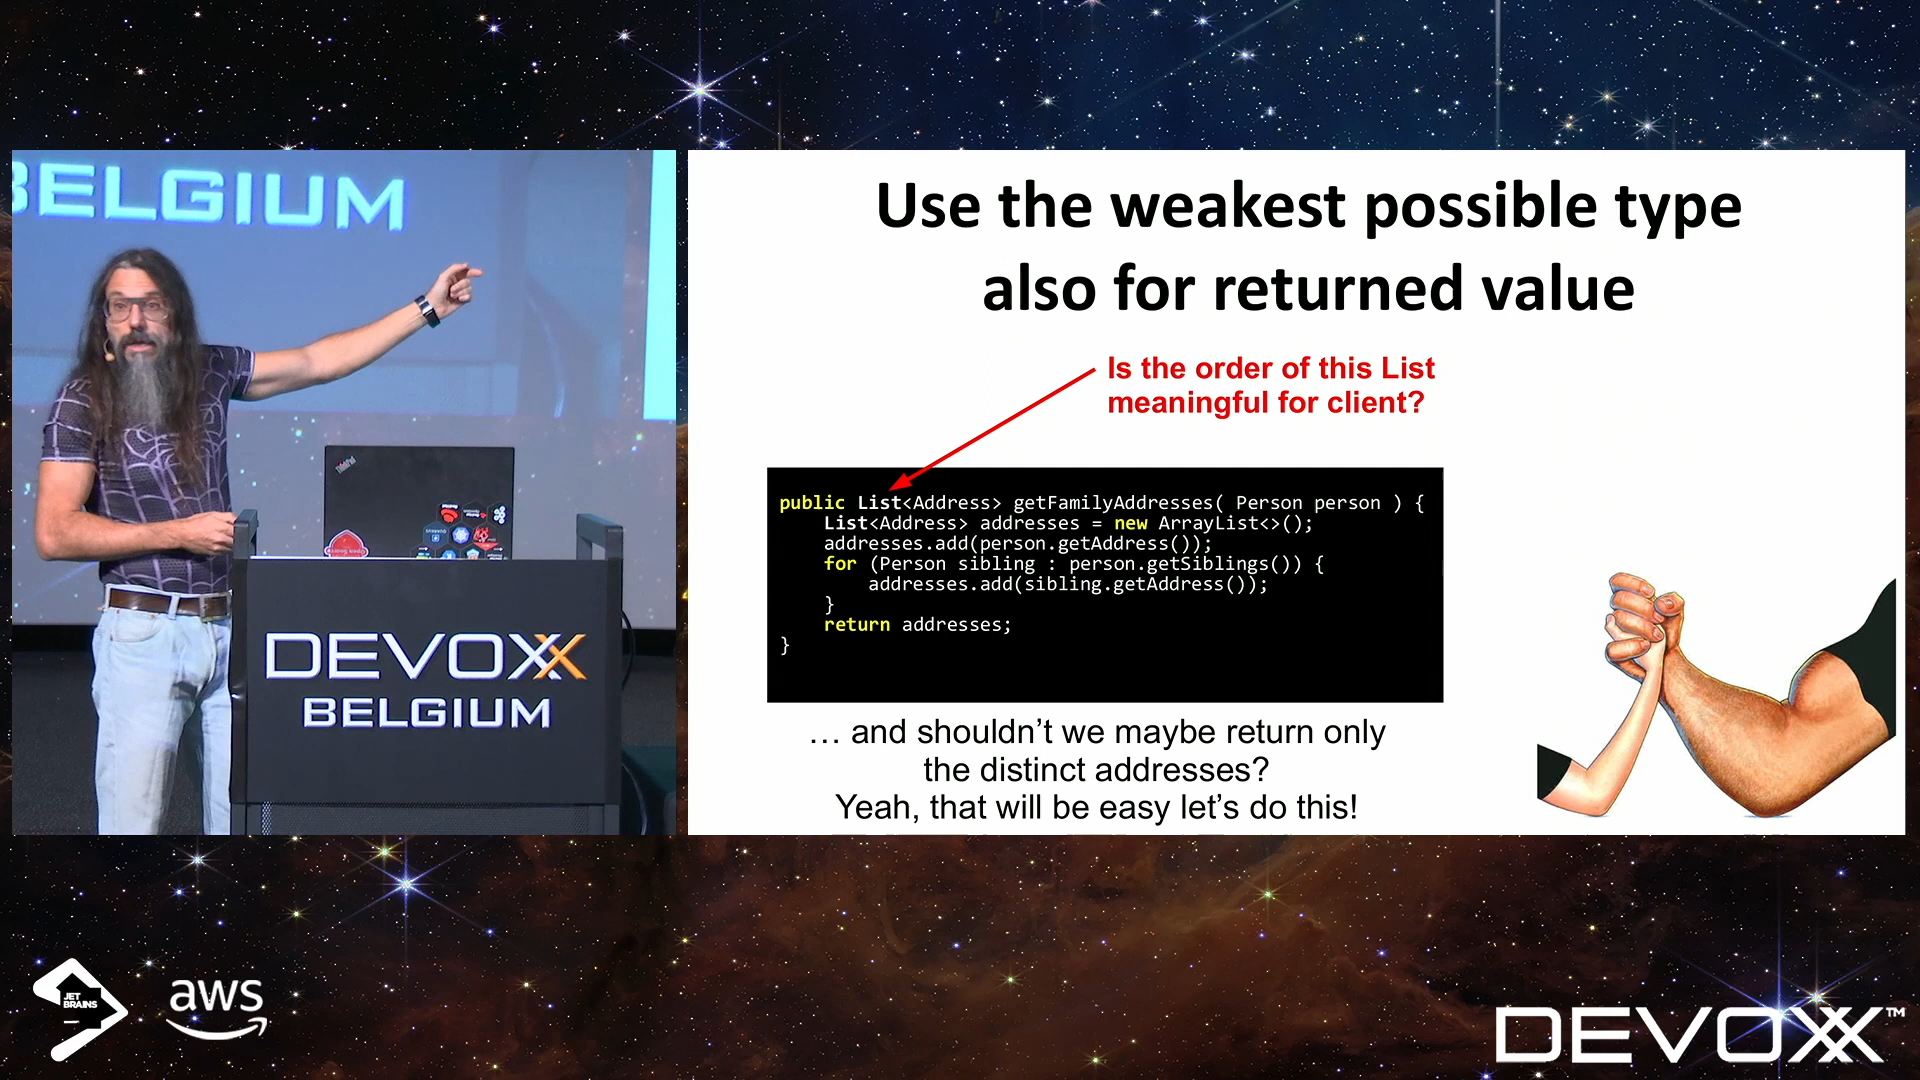 BELGIUM
ThinkPad
DEVOXX
BELGIUM
Use the weakest possible type
also for returned value
Is the order of this List
meaningful for client?
public List<Address> getFamilyAddresses( Person person ) {
List<Address> addresses = new ArrayList<>();
addresses.add(person.getAddress());
for (Person sibling : person.getSiblings()) {
addresses.add(sibling.getAddress());
}
return addresses;
}
… and shouldn’t we maybe return only
the distinct addresses?
Yeah, that will be easy let’s do this!
JET
BRAINS
aws
DEVOXX™